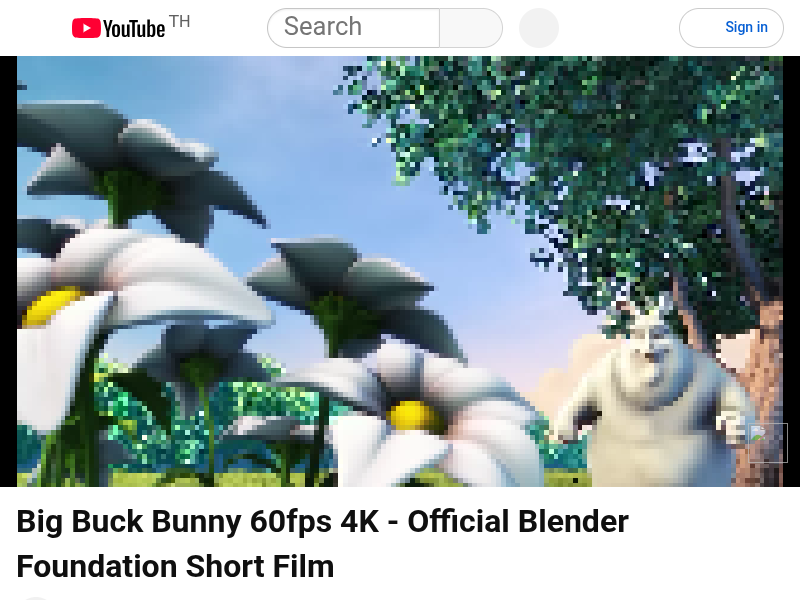 YouTube TH
Search
Sign in
Big Buck Bunny 60fps 4K - Official Blender
Foundation Short Film